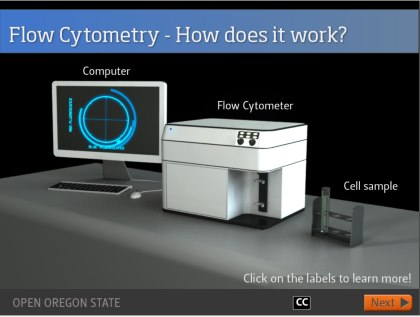 Flow Cytometry - How does it work?
Computer
Flow Cytometer
Cell sample
Click on the labels to learn more!
OPEN OREGON STATE
CC
Next